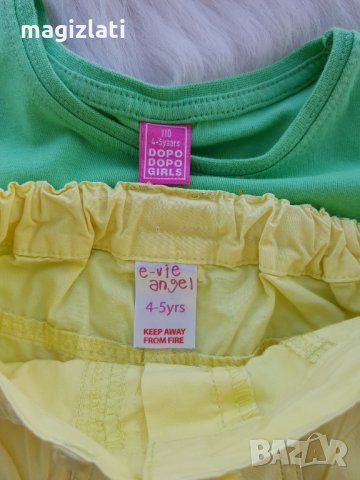 magizlati
110
4-5years
DOPO
DOPO
GIRLS
e-vie
angel
4-5yrs
KEEP AWAY
FROM FIRE
BAZAR